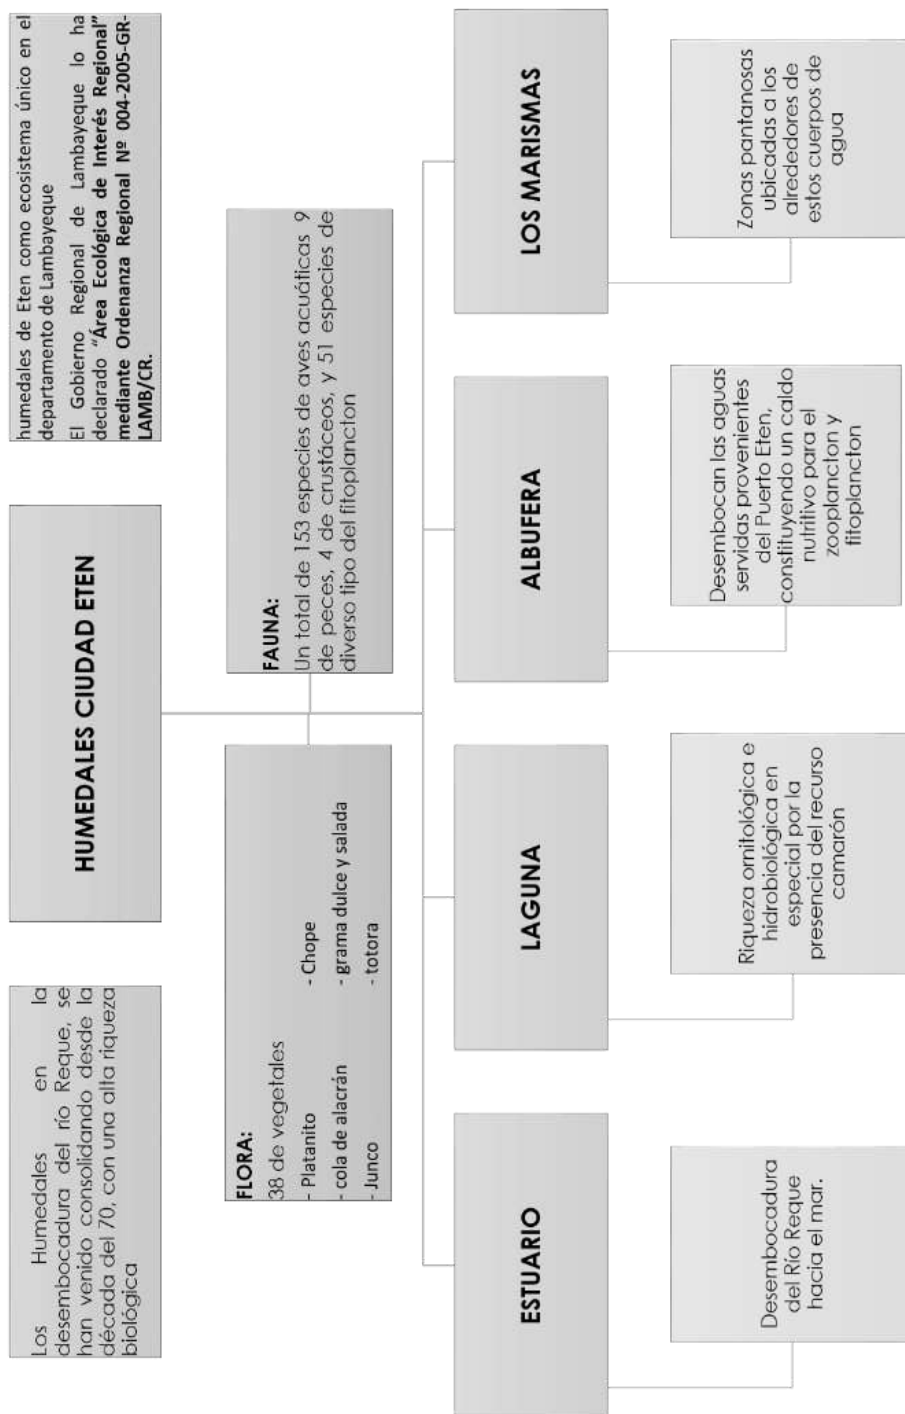 Los Humedales en la
desembocadura del río Reque, se
han venido consolidando desde la
década del 70, con una alta riqueza
biológica
HUMEDALES CIUDAD ETEN
humedales de Eten como ecosistema único en el
departamento de Lambayeque
El Gobierno Regional de Lambayeque lo ha
declarado "Área Ecológica de Interés Regional"
mediante Ordenanza Regional Nº 004-2005-GR-
LAMB/CR.
FLORA:
38 de vegetales
- Platanito - Chope
- cola de alacrán - grama dulce y salada
- Junco - totora
FAUNA:
Un total de 153 especies de aves acuáticas 9
de peces, 4 de crustáceos, y 51 especies de
diverso tipo del fitoplancton
ESTUARIO
Desembocadura
del Río Reque
hacia el mar.
LAGUNA
Riqueza ornitológica e
hidrobiológica en
especial por la
presencia del recurso
camarón
ALBUFERA
Desembocan las aguas
servidas provenientes
del Puerto Eten,
constituyendo un caldo
nutritivo para el
zooplancton y
fitoplancton
LOS MARISMAS
Zonas pantanosas
ubicadas a los
alrededores de
estos cuerpos de
agua